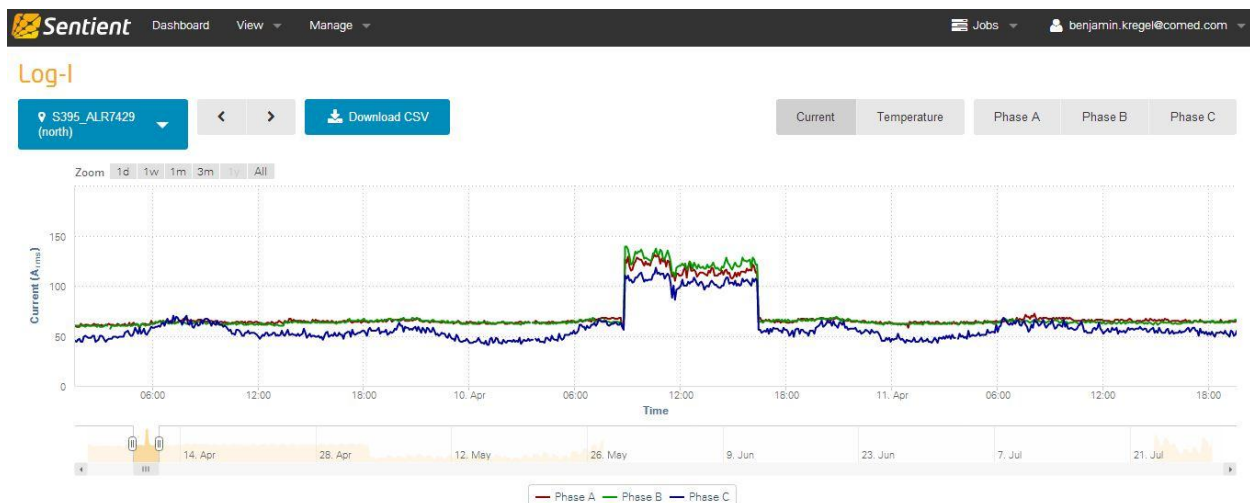 Sentient Dashboard View Manage Jobs benjamin.kregel@comed.com
Log-I
S395_ALR7429
(north)
Download CSV
Current Temperature Phase A Phase B Phase C
Zoom 1d 1w 1m 3m 1y All
Current (A rms)
150
100
50
0
06:00 12:00 18:00 10. Apr 06:00 12:00 18:00 11. Apr 06:00 12:00 18:00
Time
14. Apr 28. Apr 12. May 26. May 9. Jun 23. Jun 7. Jul 21. Jul
Phase A Phase B Phase C